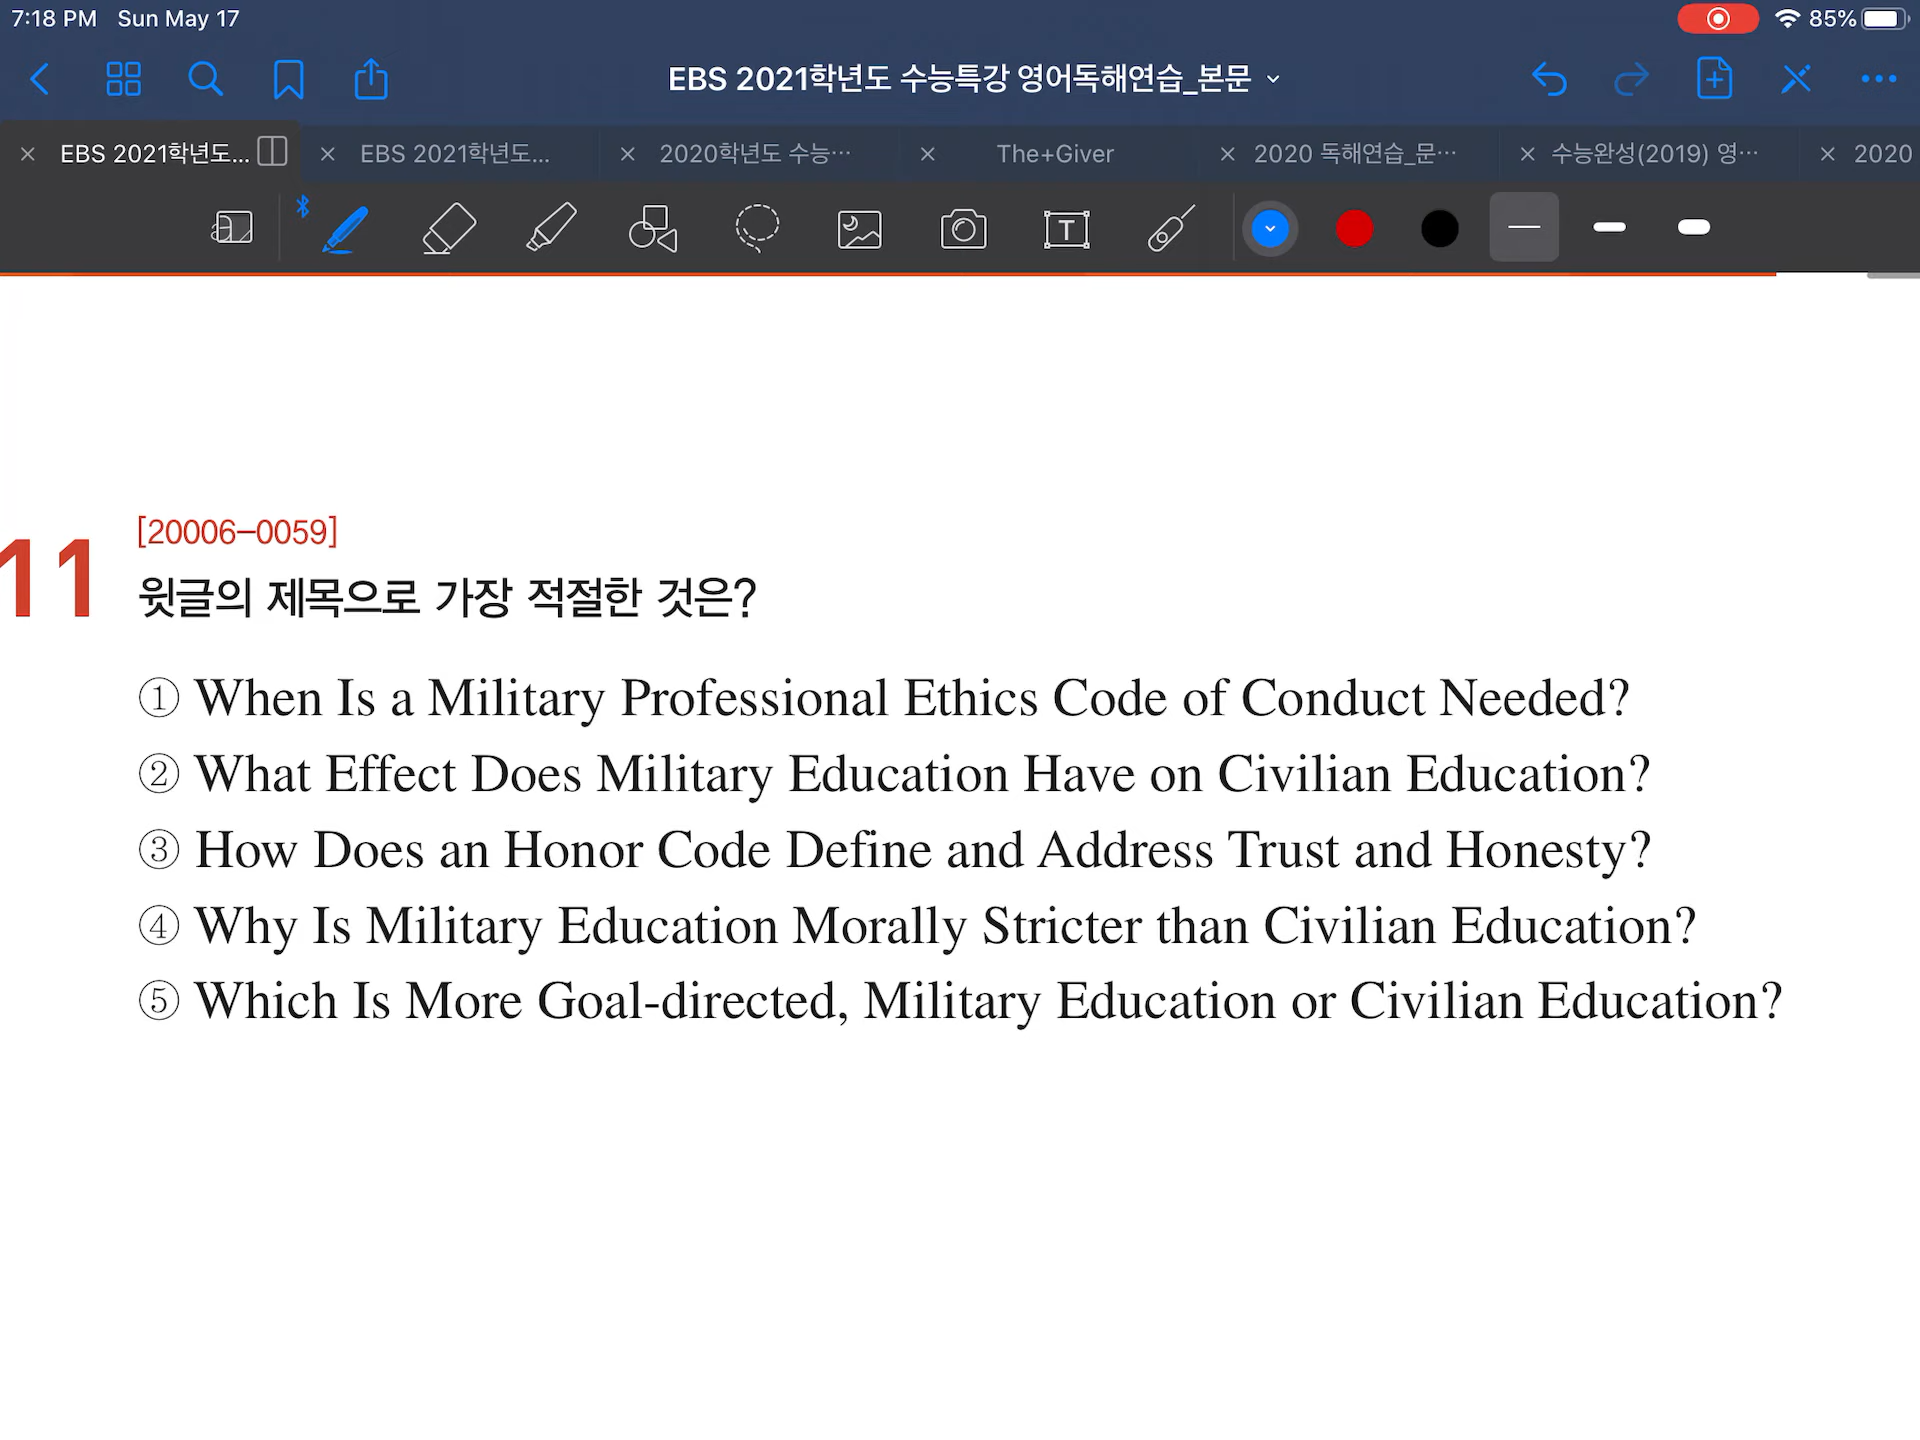 7:18 PM Sun May 17
85%
EBS 2021학년도 수능특강 영어독해연습_본문
EBS 2021학년도...
EBS 2021학년도...
2020학년도 수능…
The+Giver
2020 독해연습_문…
수능완성(2019) 영…
2020
11
[20006–0059]
윗글의 제목으로 가장 적절한 것은?
① When Is a Military Professional Ethics Code of Conduct Needed?
② What Effect Does Military Education Have on Civilian Education?
③ How Does an Honor Code Define and Address Trust and Honesty?
④ Why Is Military Education Morally Stricter than Civilian Education?
⑤ Which Is More Goal-directed, Military Education or Civilian Education?